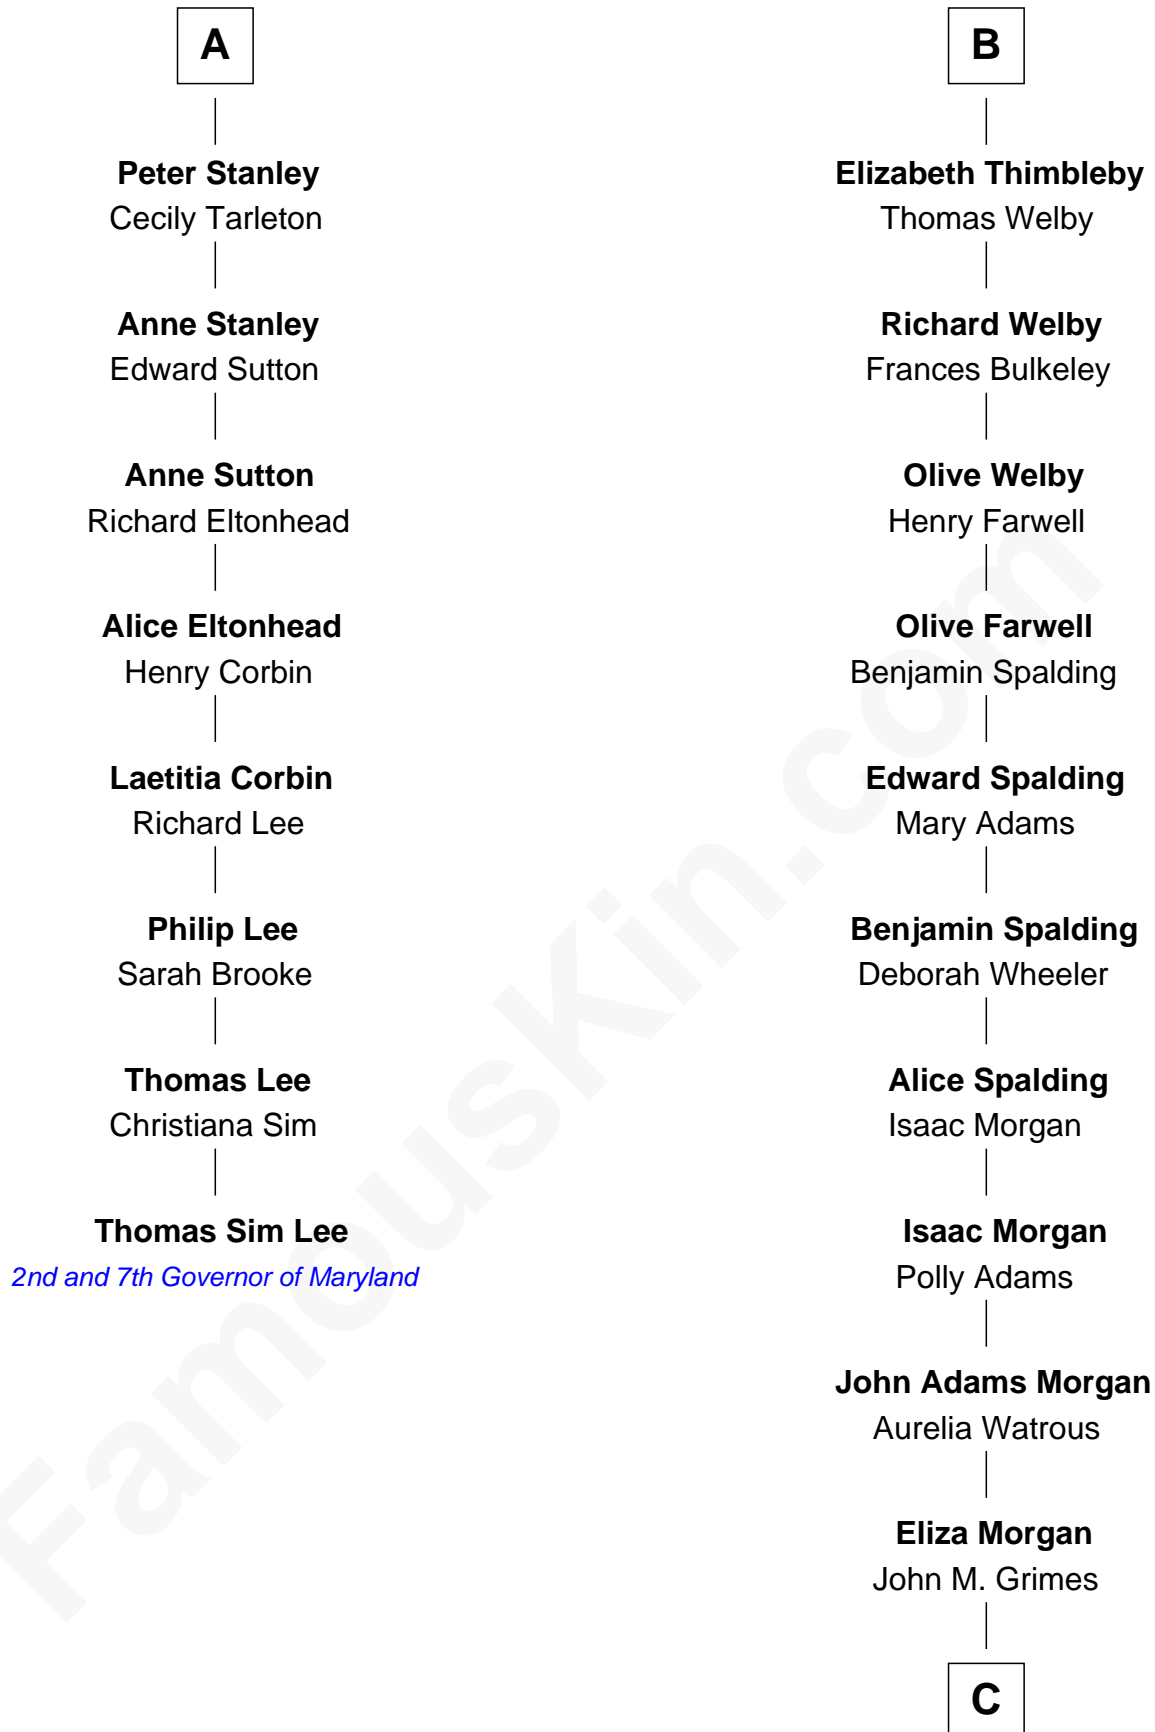 A
Peter Stanley
Cecily Tarleton
Anne Stanley
Edward Sutton
Anne Sutton
Richard Eltonhead
Alice Eltonhead
Henry Corbin
Laetitia Corbin
Richard Lee
Philip Lee
Sarah Brooke
Thomas Lee
Christiana Sim
Thomas Sim Lee
2nd and 7th Governor of Maryland
B
Elizabeth Thimbleby
Thomas Welby
Richard Welby
Frances Bulkeley
Olive Welby
Henry Farwell
Olive Farwell
Benjamin Spalding
Edward Spalding
Mary Adams
Benjamin Spalding
Deborah Wheeler
Alice Spalding
Isaac Morgan
Isaac Morgan
Polly Adams
John Adams Morgan
Aurelia Watrous
Eliza Morgan
John M. Grimes
C
FamousKin.com